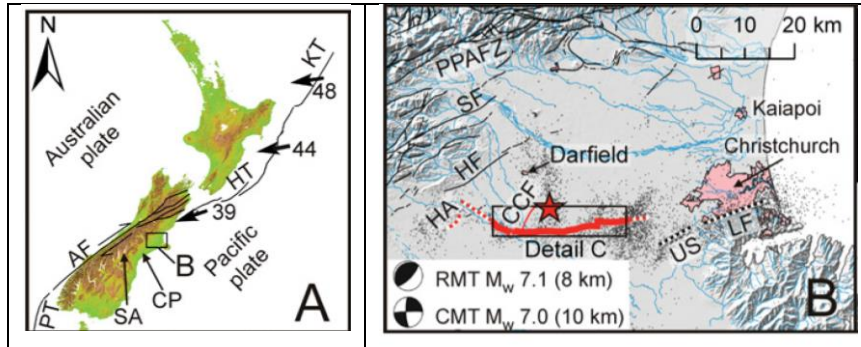 N
Australian
plate
KT
48
44
HT
39
AF
Pacific
plate
B
PT
SA
CP
A
0 10 20 km
PPAFZ
SF
Kaiapoi
Christchurch
HF
Darfield
HA
CCF
Detail C
US
LF
RMT Mw 7.1 (8 km)
CMT Mw 7.0 (10 km)
B